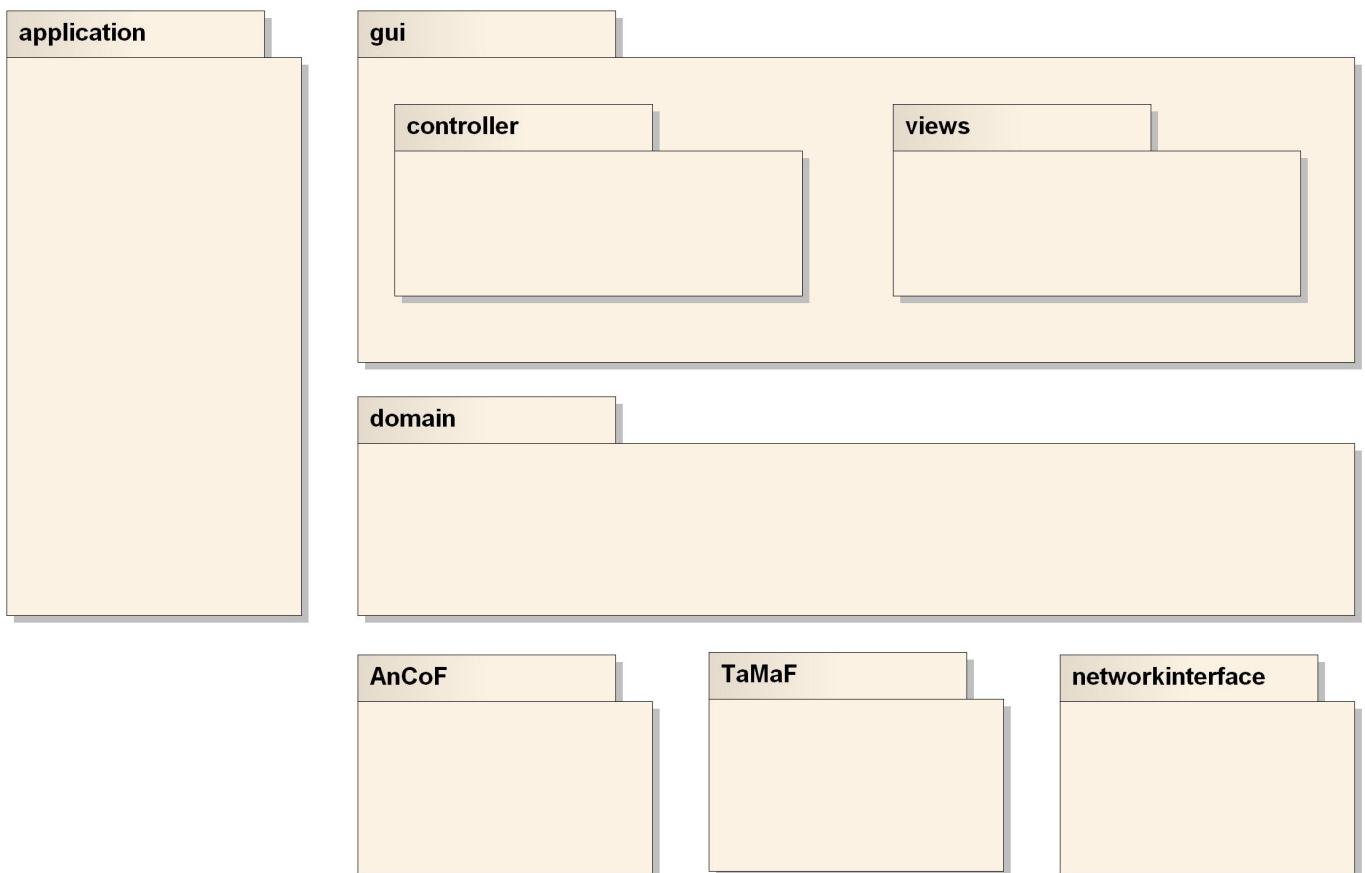 application
gui
controller
views
domain
AnCoF
TaMaF
networkinterface